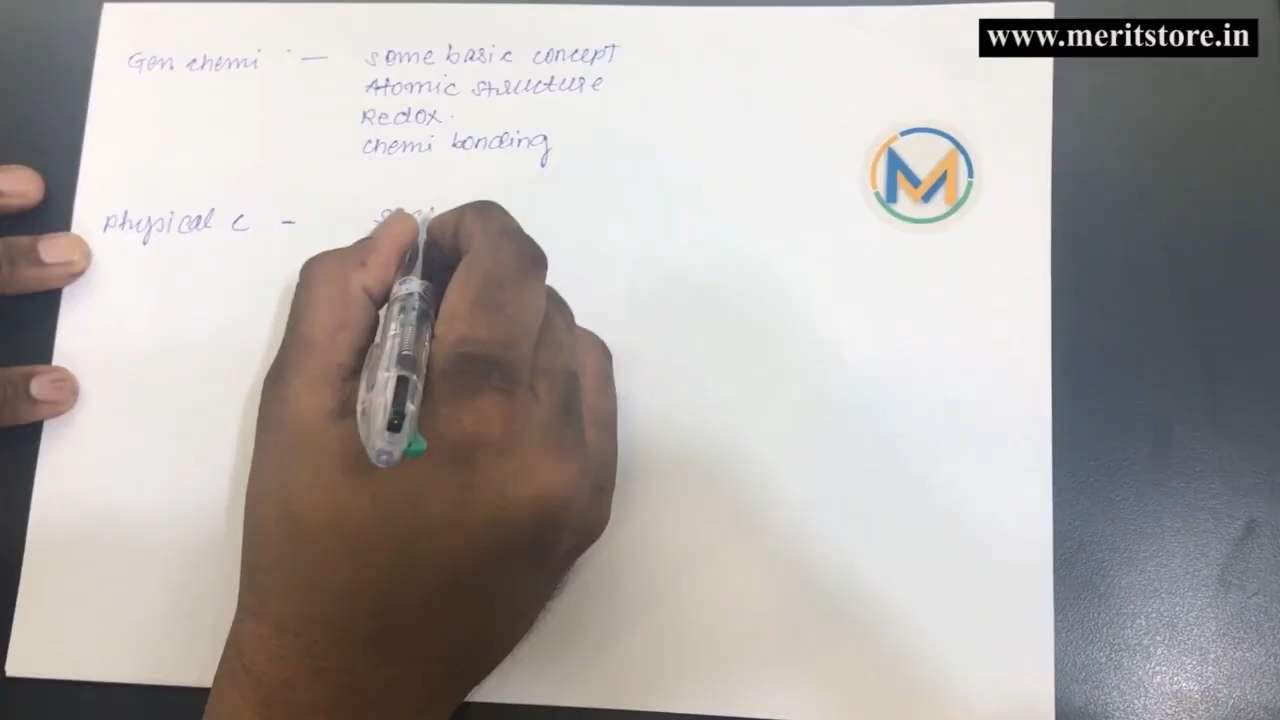 www.meritstore.in
Gen chemi — some basic concept
Atomic structure
Redox.
chemi bonding
Physical c -